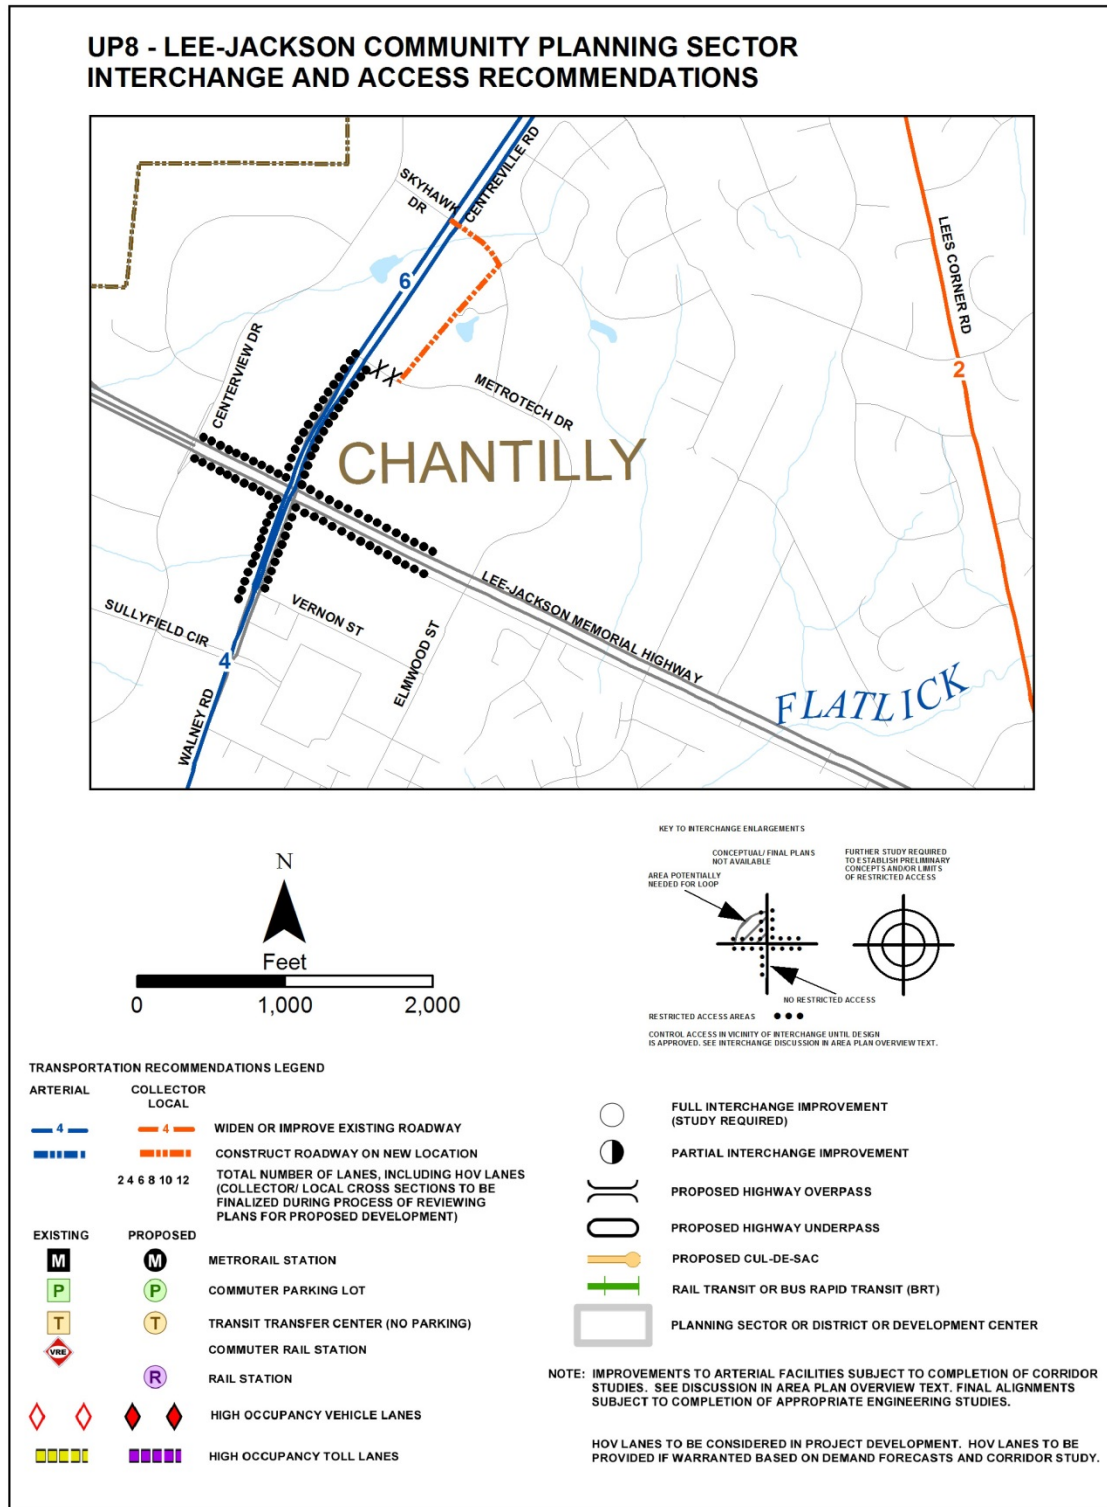 UP8 - LEE-JACKSON COMMUNITY PLANNING SECTOR
INTERCHANGE AND ACCESS RECOMMENDATIONS
SKYHAWK
DR
CENTREVILLE RD
6
LEES CORNER RD
2
CENTERVIEW DR
XX
METROTECH DR
CHANTILLY
LEE-JACKSON MEMORIAL HIGHWAY
SULLYFIELD CIR
VERNON ST
ELMWOOD ST
4
WALNEY RD
FLATLICK
KEY TO INTERCHANGE ENLARGEMENTS
CONCEPTUAL/ FINAL PLANS
NOT AVAILABLE
AREA POTENTIALLY
NEEDED FOR LOOP
FURTHER STUDY REQUIRED
TO ESTABLISH PRELIMINARY
CONCEPTS AND/OR LIMITS
OF RESTRICTED ACCESS
NO RESTRICTED ACCESS
RESTRICTED ACCESS AREAS
CONTROL ACCESS IN VICINITY OF INTERCHANGE UNTIL DESIGN
IS APPROVED. SEE INTERCHANGE DISCUSSION IN AREA PLAN OVERVIEW TEXT.
N
Feet
0 1,000 2,000
TRANSPORTATION RECOMMENDATIONS LEGEND
ARTERIAL COLLECTOR
LOCAL
4 4 WIDEN OR IMPROVE EXISTING ROADWAY
CONSTRUCT ROADWAY ON NEW LOCATION
2 4 6 8 10 12 TOTAL NUMBER OF LANES, INCLUDING HOV LANES
(COLLECTOR/ LOCAL CROSS SECTIONS TO BE
FINALIZED DURING PROCESS OF REVIEWING
PLANS FOR PROPOSED DEVELOPMENT)
EXISTING PROPOSED
M M METRORAIL STATION
P P COMMUTER PARKING LOT
T T TRANSIT TRANSFER CENTER (NO PARKING)
VRE COMMUTER RAIL STATION
R RAIL STATION
HIGH OCCUPANCY VEHICLE LANES
HIGH OCCUPANCY TOLL LANES
FULL INTERCHANGE IMPROVEMENT
(STUDY REQUIRED)
PARTIAL INTERCHANGE IMPROVEMENT
PROPOSED HIGHWAY OVERPASS
PROPOSED HIGHWAY UNDERPASS
PROPOSED CUL-DE-SAC
RAIL TRANSIT OR BUS RAPID TRANSIT (BRT)
PLANNING SECTOR OR DISTRICT OR DEVELOPMENT CENTER
NOTE: IMPROVEMENTS TO ARTERIAL FACILITIES SUBJECT TO COMPLETION OF CORRIDOR
STUDIES. SEE DISCUSSION IN AREA PLAN OVERVIEW TEXT. FINAL ALIGNMENTS
SUBJECT TO COMPLETION OF APPROPRIATE ENGINEERING STUDIES.
HOV LANES TO BE CONSIDERED IN PROJECT DEVELOPMENT. HOV LANES TO BE
PROVIDED IF WARRANTED BASED ON DEMAND FORECASTS AND CORRIDOR STUDY.